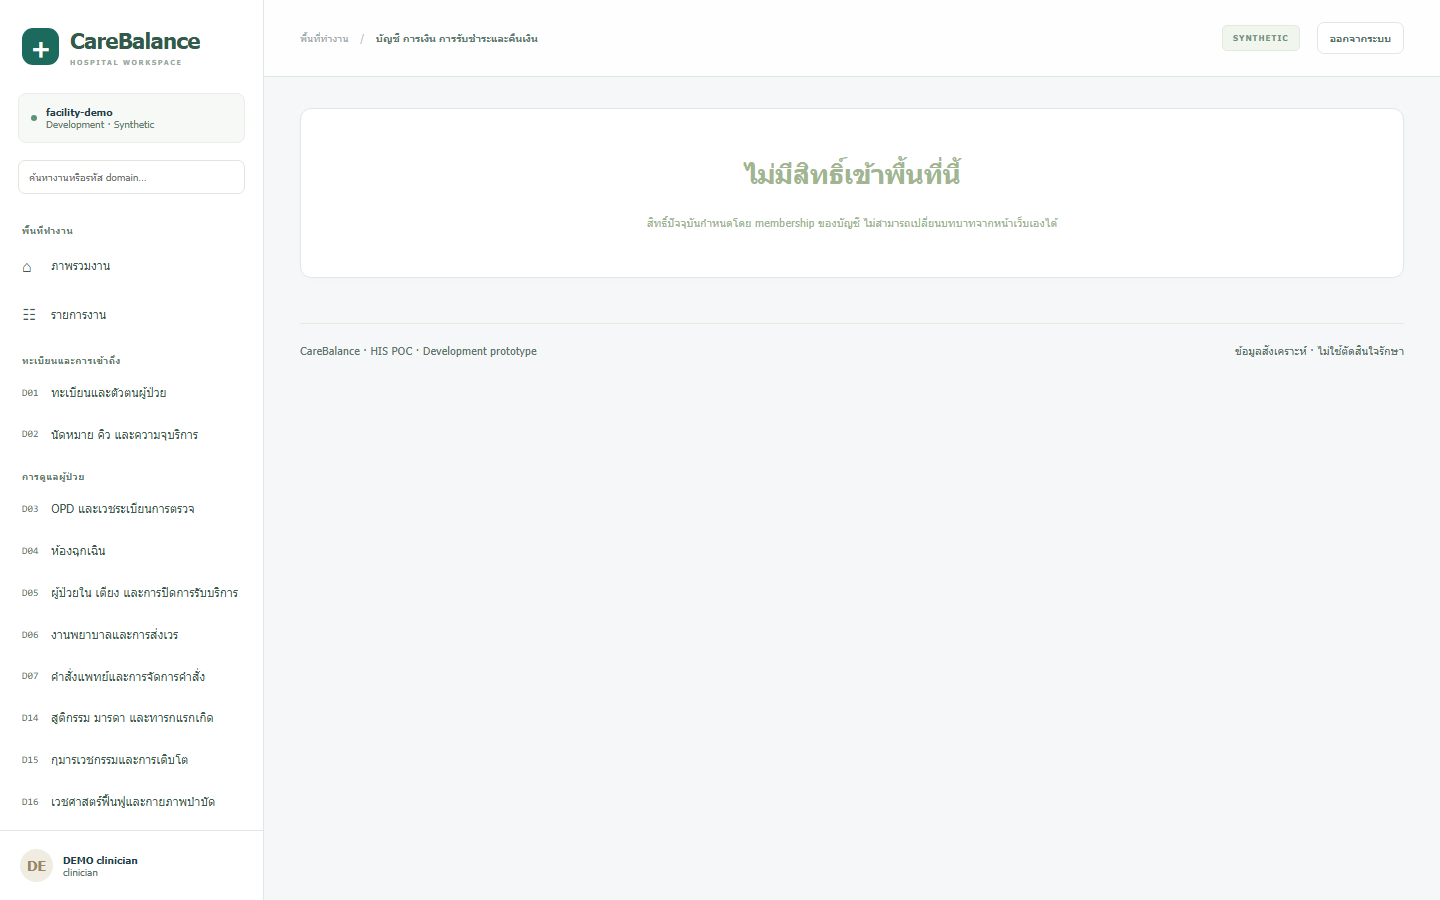 CareBalance
HOSPITAL WORKSPACE
facility-demo
Development · Synthetic
ค้นหางานหรือรหัส domain...
พื้นที่ทำงาน
ภาพรวมงาน
รายการงาน
ทะเบียนและการเข้าถึง
D01 ทะเบียนและตัวตนผู้ป่วย
D02 นัดหมาย คิว และความจุบริการ
การดูแลผู้ป่วย
D03 OPD และเวชระเบียนการตรวจ
D04 ห้องฉุกเฉิน
D05 ผู้ป่วยใน เตียง และการปิดการรับบริการ
D06 งานพยาบาลและการส่งเวร
D07 คำสั่งแพทย์และการจัดการคำสั่ง
D14 สูติกรรม มารดา และทารกแรกเกิด
D15 กุมารเวชกรรมและการเติบโต
D16 เวชศาสตร์ฟื้นฟูและกายภาพบำบัด
DE
DEMO clinician
clinician
พื้นที่ทำงาน / บัญชี การเงิน การรับชำระและคืนเงิน
SYNTHETIC
ออกจากระบบ
ไม่มีสิทธิ์เข้าพื้นที่นี้
สิทธิ์ปัจจุบันกำหนดโดย membership ของบัญชี ไม่สามารถเปลี่ยนบทบาทจากหน้าเว็บเองได้
CareBalance · HIS POC · Development prototype
ข้อมูลสังเคราะห์ · ไม่ใช้ตัดสินใจรักษา